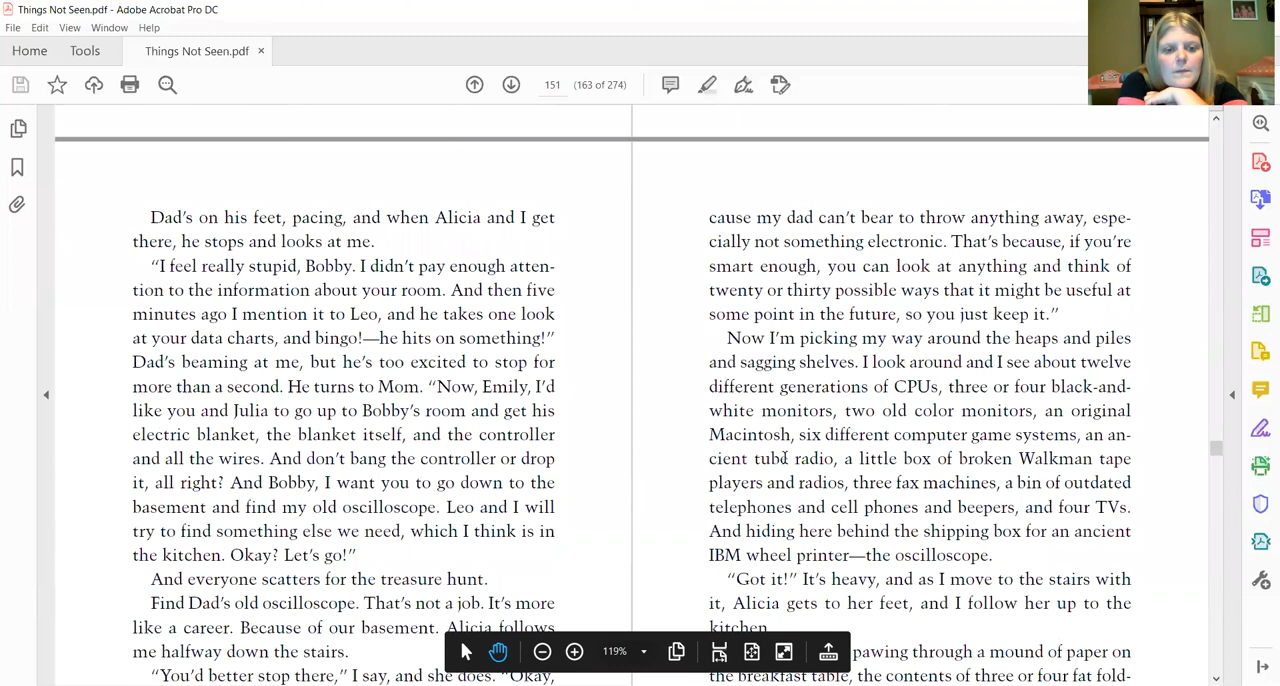 Things Not Seen.pdf - Adobe Acrobat Pro DC
File Edit View Window Help
Home Tools Things Not Seen.pdf ×
151 (163 of 274)
Dad's on his feet, pacing, and when Alicia and I get
there, he stops and looks at me.
"I feel really stupid, Bobby. I didn't pay enough atten-
tion to the information about your room. And then five
minutes ago I mention it to Leo, and he takes one look
at your data charts, and bingo!—he hits on something!"
Dad's beaming at me, but he's too excited to stop for
more than a second. He turns to Mom. "Now, Emily, I'd
like you and Julia to go up to Bobby's room and get his
electric blanket, the blanket itself, and the controller
and all the wires. And don't bang the controller or drop
it, all right? And Bobby, I want you to go down to the
basement and find my old oscilloscope. Leo and I will
try to find something else we need, which I think is in
the kitchen. Okay? Let's go!"
And everyone scatters for the treasure hunt.
Find Dad's old oscilloscope. That's not a job. It's more
like a career. Because of our basement. Alicia follows
me halfway down the stairs.
"You'd better stop there," I say, and she does. "Okay,
cause my dad can't bear to throw anything away, espe-
cially not something electronic. That's because, if you're
smart enough, you can look at anything and think of
twenty or thirty possible ways that it might be useful at
some point in the future, so you just keep it."
Now I'm picking my way around the heaps and piles
and sagging shelves. I look around and I see about twelve
different generations of CPUs, three or four black-and-
white monitors, two old color monitors, an original
Macintosh, six different computer game systems, an an-
cient tube radio, a little box of broken Walkman tape
players and radios, three fax machines, a bin of outdated
telephones and cell phones and beepers, and four TVs.
And hiding here behind the shipping box for an ancient
IBM wheel printer—the oscilloscope.
"Got it!" It's heavy, and as I move to the stairs with
it, Alicia gets to her feet, and I follow her up to the
kitchen.
pawing through a mound of paper on
the breakfast table, the contents of three or four fat fold-
119%